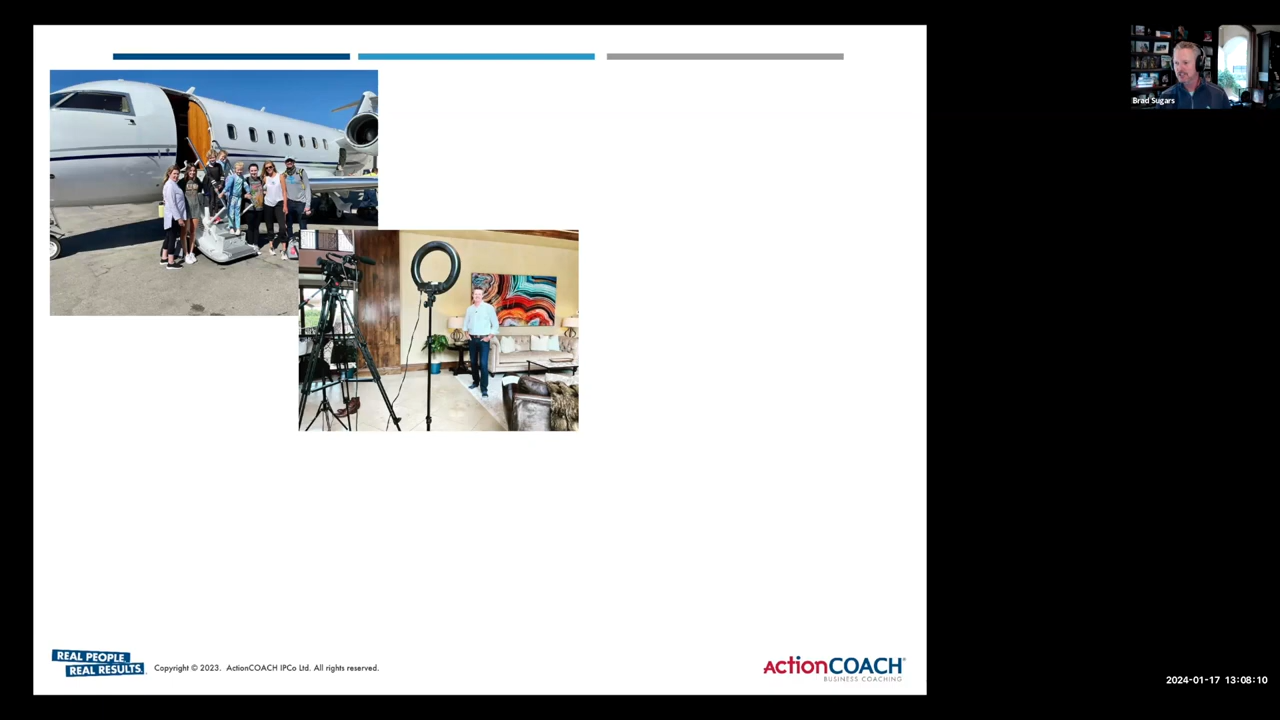 Brad Sugars
REAL PEOPLE.
REAL RESULTS.
Copyright © 2023. ActionCOACH IPCo Ltd. All rights reserved.
actionCOACH®
BUSINESS COACHING
2024-01-17 13:08:10